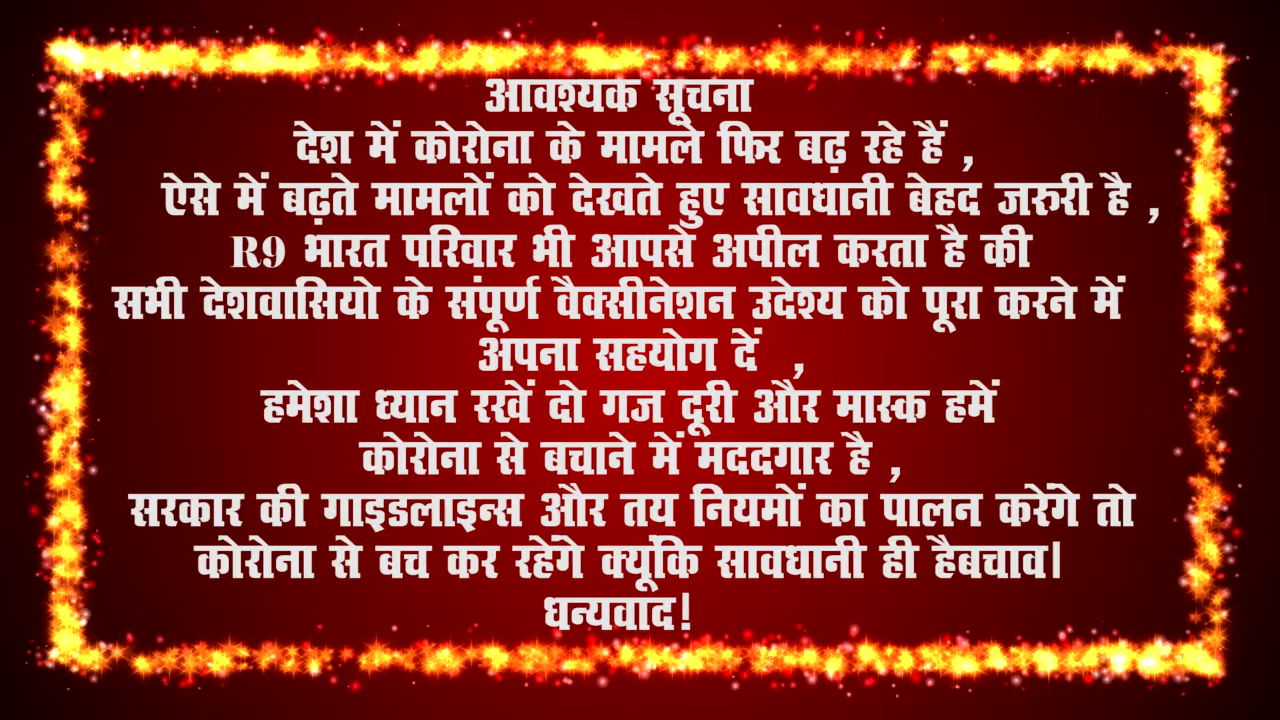 आवश्यक सूचना
देश में कोरोना के मामले फिर बढ़ रहे हैं ,
ऐसे में बढ़ते मामलों को देखते हुए सावधानी बेहद जरुरी है ,
R9 भारत परिवार भी आपसे अपील करता है की
सभी देशवासियो के संपूर्ण वैक्सीनेशन उदेश्य को पूरा करने में
अपना सहयोग दें ,
हमेशा ध्यान रखें दो गज दूरी और मास्क हमें
कोरोना से बचाने में मददगार है ,
सरकार की गाइडलाइन्स और तय नियमों का पालन करेंगे तो
कोरोना से बच कर रहेंगे क्यूंकि सावधानी ही हैबचाव|
धन्यवाद!